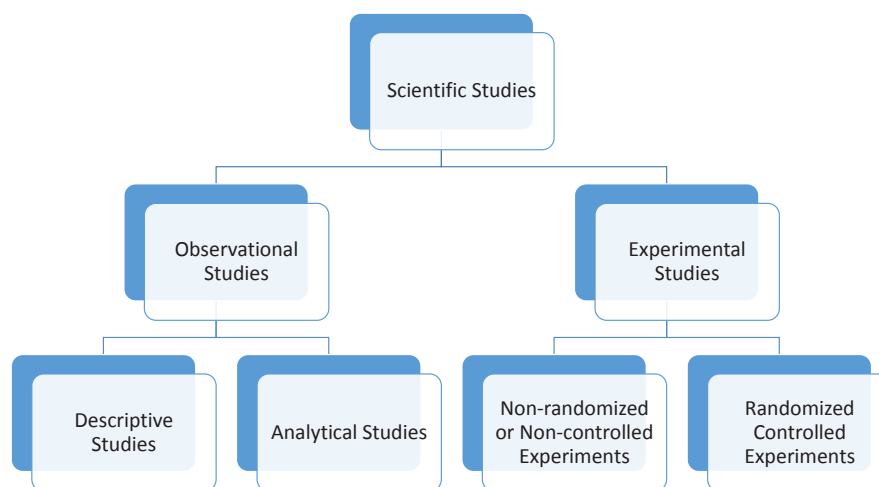 Scientific Studies
Observational
Studies
Experimental
Studies
Descriptive
Studies
Analytical Studies
Non-randomized
or Non-controlled
Experiments
Randomized
Controlled
Experiments